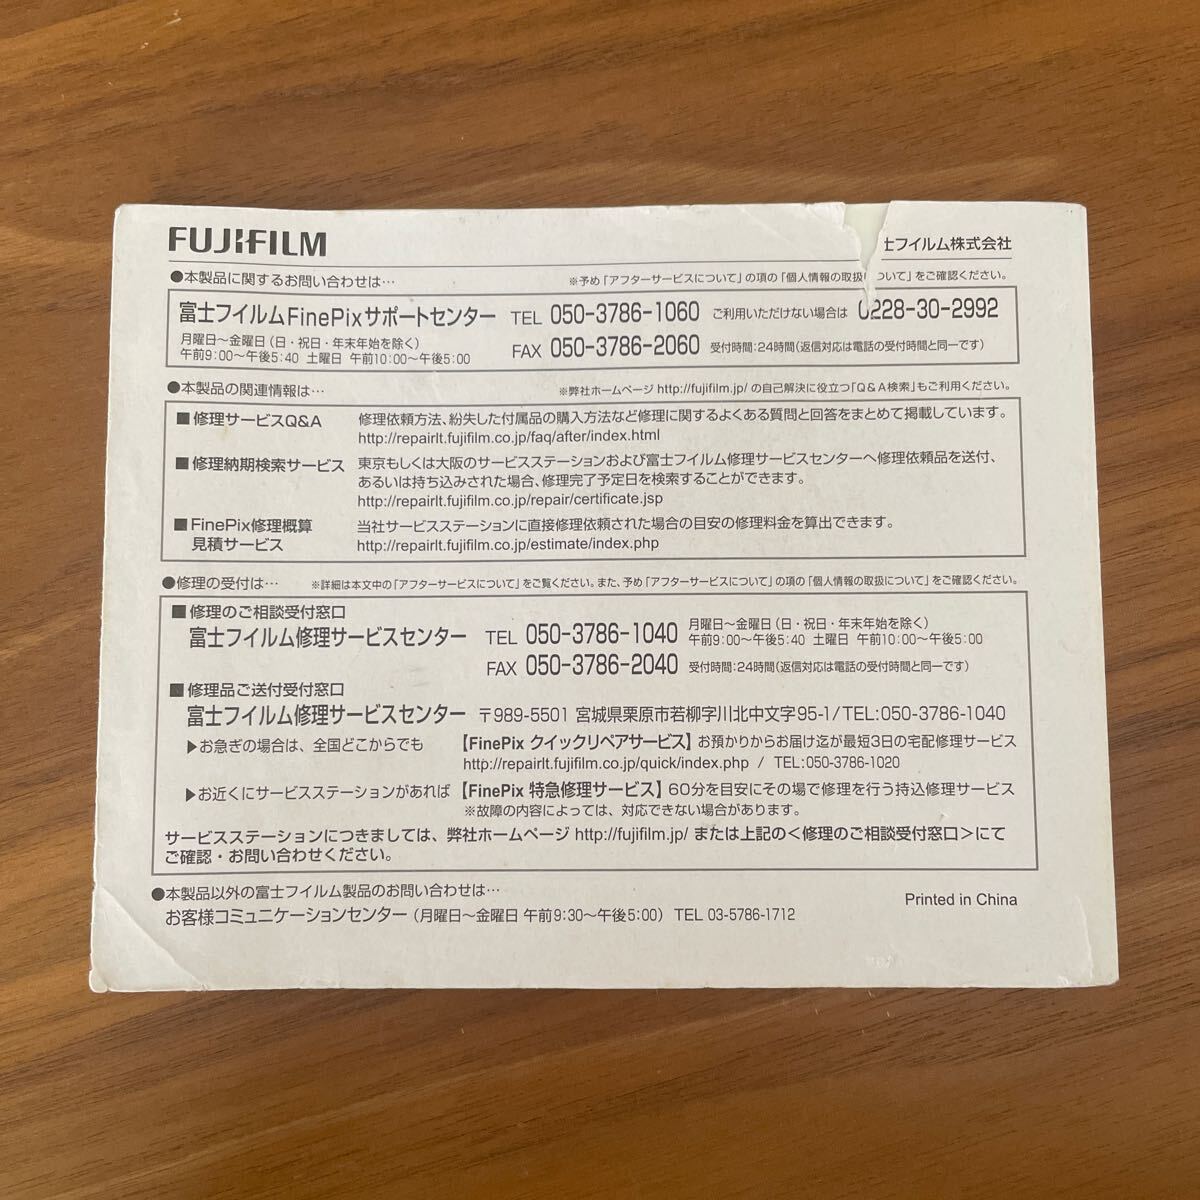 FUJIFILM
士フイルム株式会社
●本製品に関するお問い合わせは…
※予め「アフターサービスについて」の項の「個人情報の取扱 ついて」をご確認ください。
富士フイルムFinePixサポートセンター TEL 050-3786-1060 ご利用いただけない場合は 0228-30-2992
月曜日〜金曜日(日・祝日・年末年始を除く)
午前9:00〜午後5:40 土曜日 午前10:00〜午後5:00
FAX 050-3786-2060 受付時間:24時間(返信対応は電話の受付時間と同一です)
●本製品の関連情報は…
※弊社ホームページ http://fujifilm.jp/ の自己解決に役立つ「Q&A検索」もご利用ください。
■修理サービスQ&A 修理依頼方法、紛失した付属品の購入方法など修理に関するよくある質問と回答をまとめて掲載しています。
http://repairlt.fujifilm.co.jp/faq/after/index.html
■修理納期検索サービス 東京もしくは大阪のサービスステーションおよび富士フイルム修理サービスセンターへ修理依頼品を送付、
あるいは持ち込みされた場合、修理完了予定日を検索することができます。
http://repairlt.fujifilm.co.jp/repair/certificate.jsp
■FinePix修理概算 当社サービスステーションに直接修理依頼された場合の目安の修理料金を算出できます。
見積サービス http://repairlt.fujifilm.co.jp/estimate/index.php
●修理の受付は… ※詳細は本文中の「アフターサービスについて」をご覧ください。また、予め「アフターサービスについて」の項の「個人情報の取扱について」をご確認ください。
■修理のご相談受付窓口
富士フイルム修理サービスセンター TEL 050-3786-1040
月曜日〜金曜日(日・祝日・年末年始を除く)
午前9:00〜午後5:40 土曜日 午前10:00〜午後5:00
FAX 050-3786-2040 受付時間:24時間(返信対応は電話の受付時間と同一です)
■修理品ご送付受付窓口
富士フイルム修理サービスセンター 〒989-5501 宮城県栗原市若柳字川北中文字95-1/TEL:050-3786-1040
▶お急ぎの場合は、全国どこからでも 【FinePix クイックリペアサービス】お預かりからお届け迄が最短3日の宅配修理サービス
http://repairlt.fujifilm.co.jp/quick/index.php / TEL:050-3786-1020
▶お近くにサービスステーションがあれば 【FinePix 特急修理サービス】60分を目安にその場で修理を行う持込修理サービス
※故障の内容によっては、対応できない場合があります。
サービスステーションにつきましては、弊社ホームページ http://fujifilm.jp/ または上記の<修理のご相談受付窓口>にて
ご確認・お問い合わせください。
●本製品以外の富士フイルム製品のお問い合わせは…
お客様コミュニケーションセンター(月曜日〜金曜日 午前9:30〜午後5:00) TEL 03-5786-1712
Printed in China